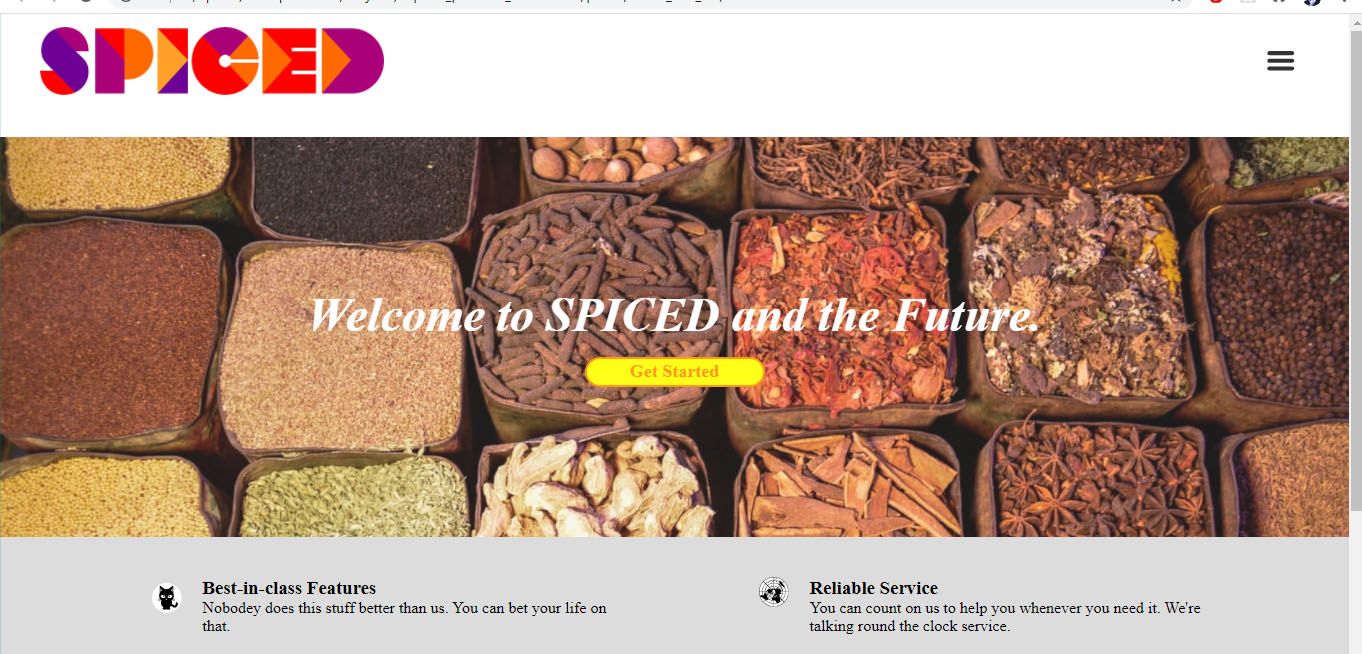 SPICED
Welcome to SPICED and the Future.
Get Started
Best-in-class Features
Nobodey does this stuff better than us. You can bet your life on
that.
Reliable Service
You can count on us to help you whenever you need it. We're
talking round the clock service.